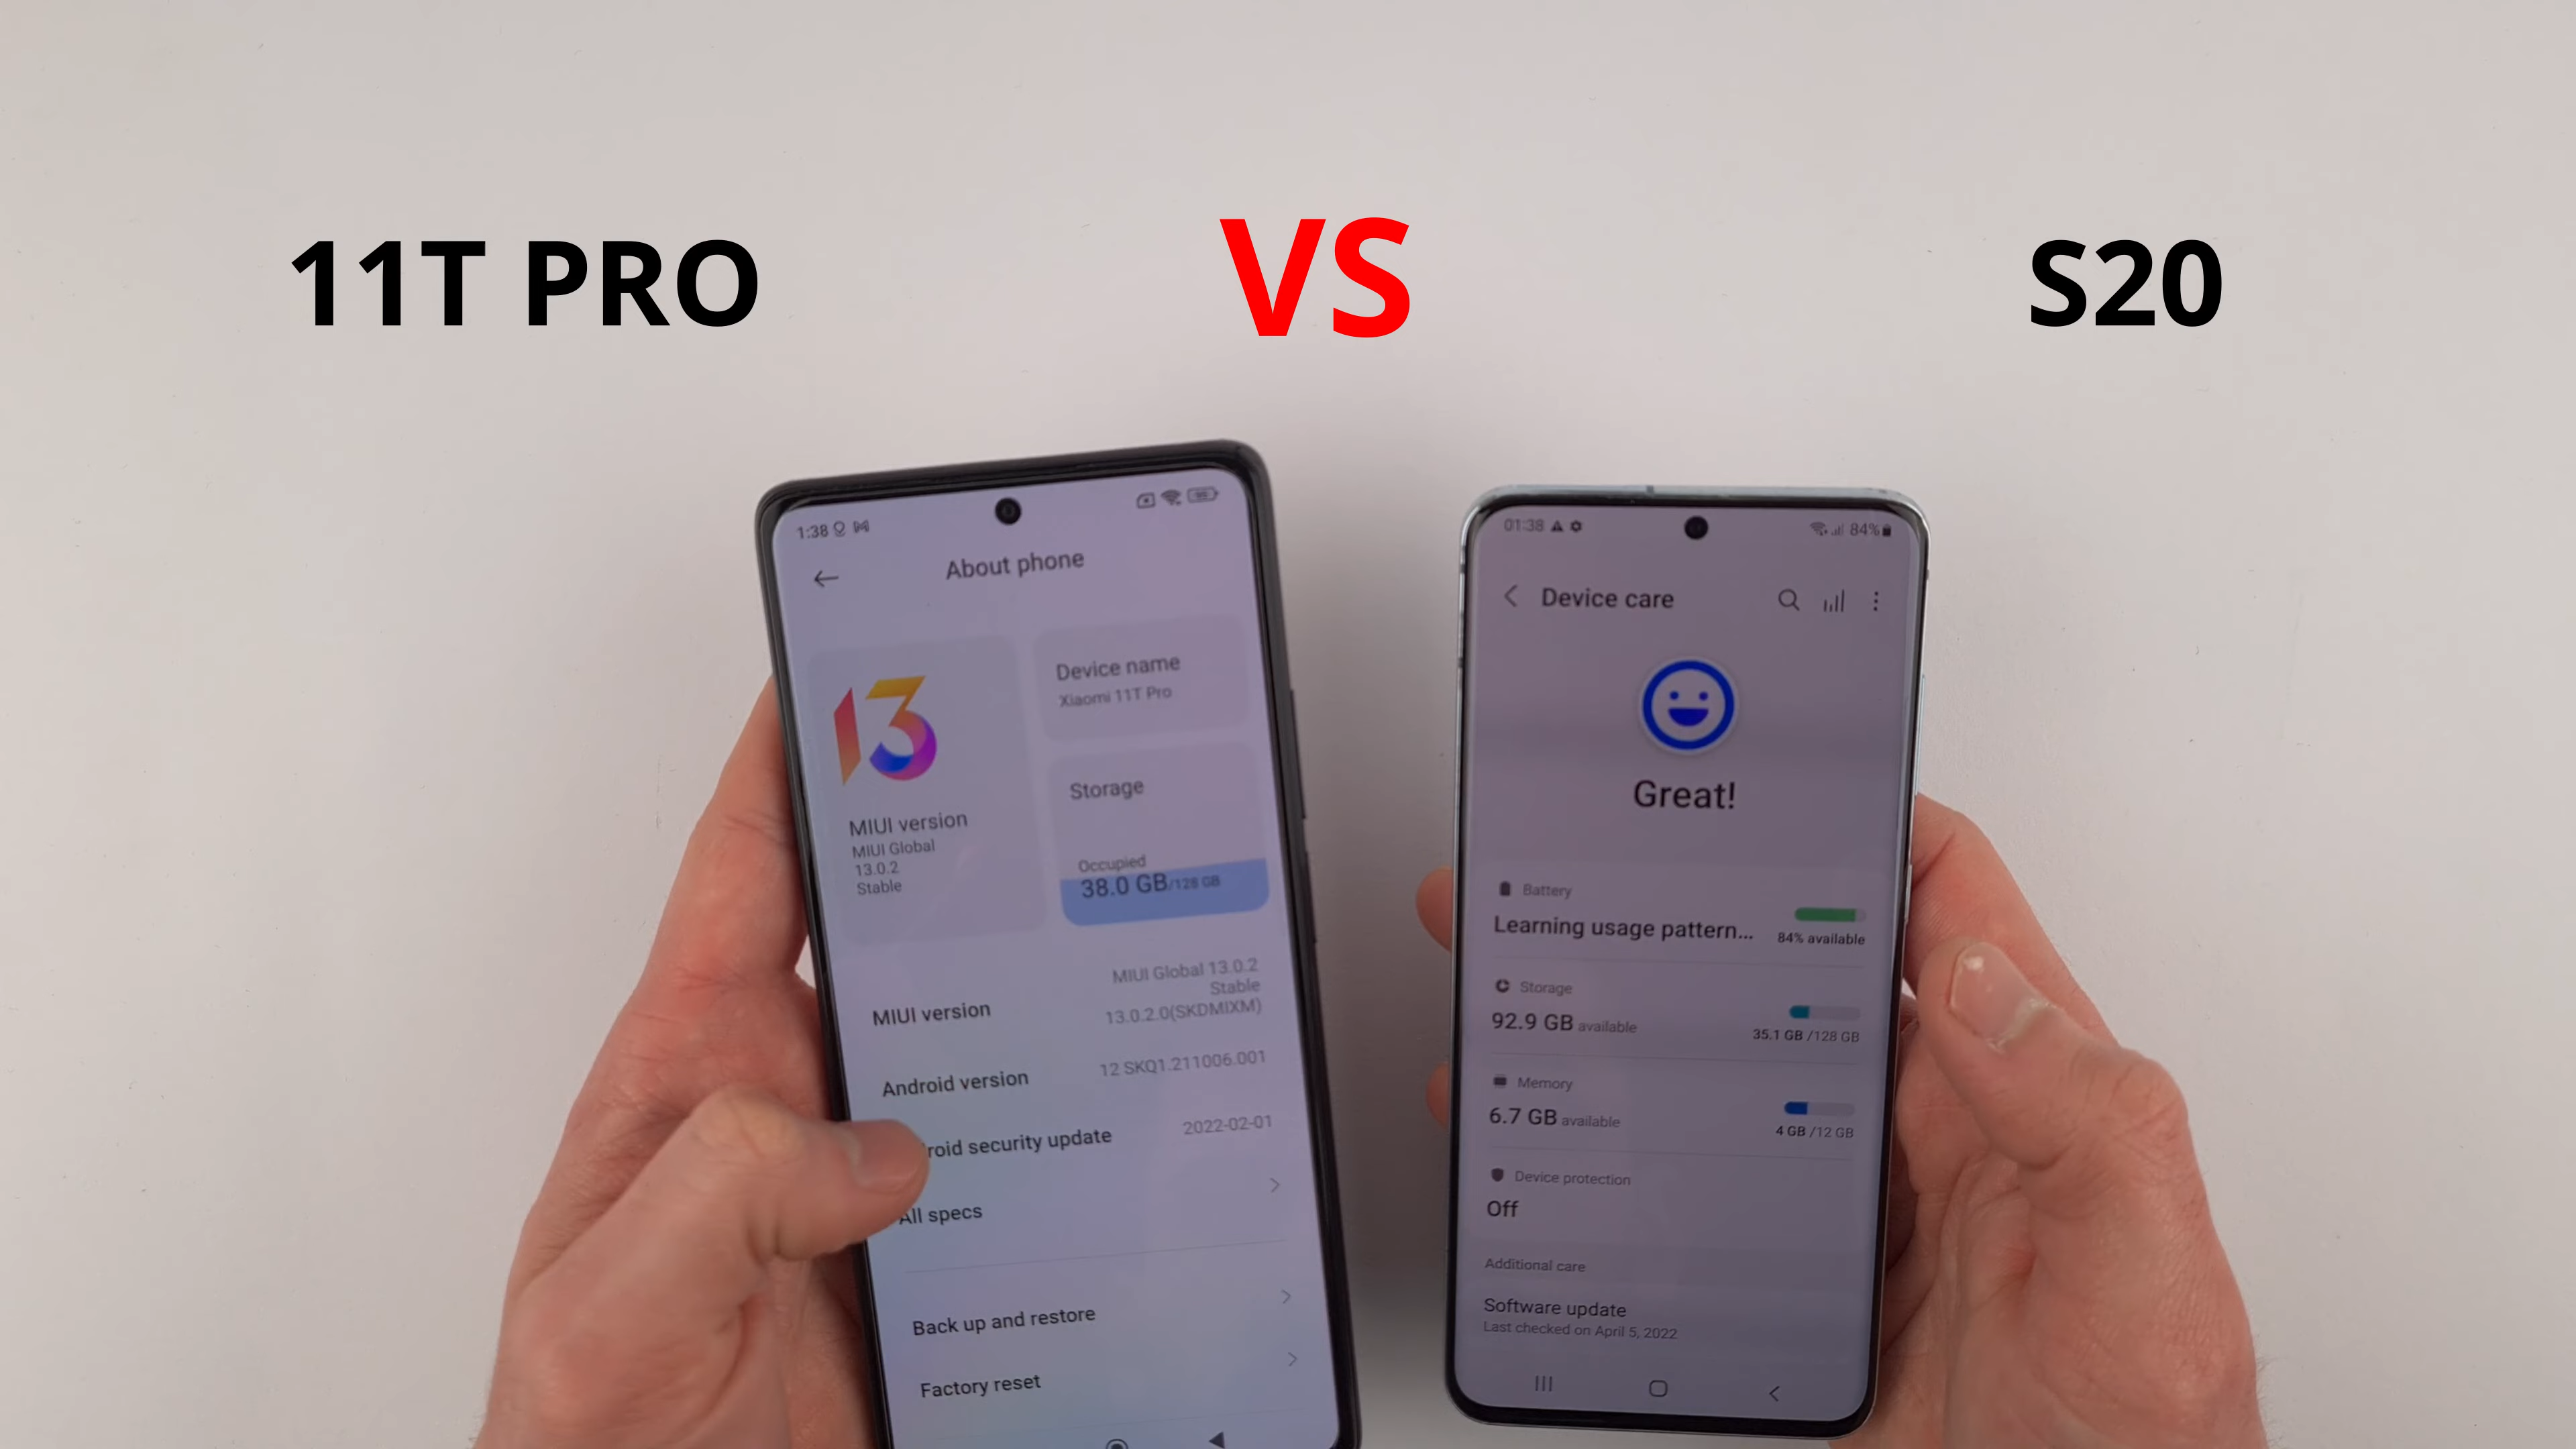 11T PRO
VS
S20
1:38
About phone
13
MIUI version
MIUI Global
13.0.2
Stable
Device name
Xiaomi 11T Pro
Storage
Occupied
38.0 GB/128 GB
MIUI version
MIUI Global 13.0.2
Stable
13.0.2.0(SKDMIXM)
Android version
12 SKQ1.211006.001
roid security update
2022-02-01
All specs
Back up and restore
Factory reset
01:38
84%
Device care
Great!
Battery
Learning usage pattern...
84% available
Storage
92.9 GB available
35.1 GB /128 GB
Memory
6.7 GB available
4 GB /12 GB
Device protection
Off
Additional care
Software update
Last checked on April 5, 2022